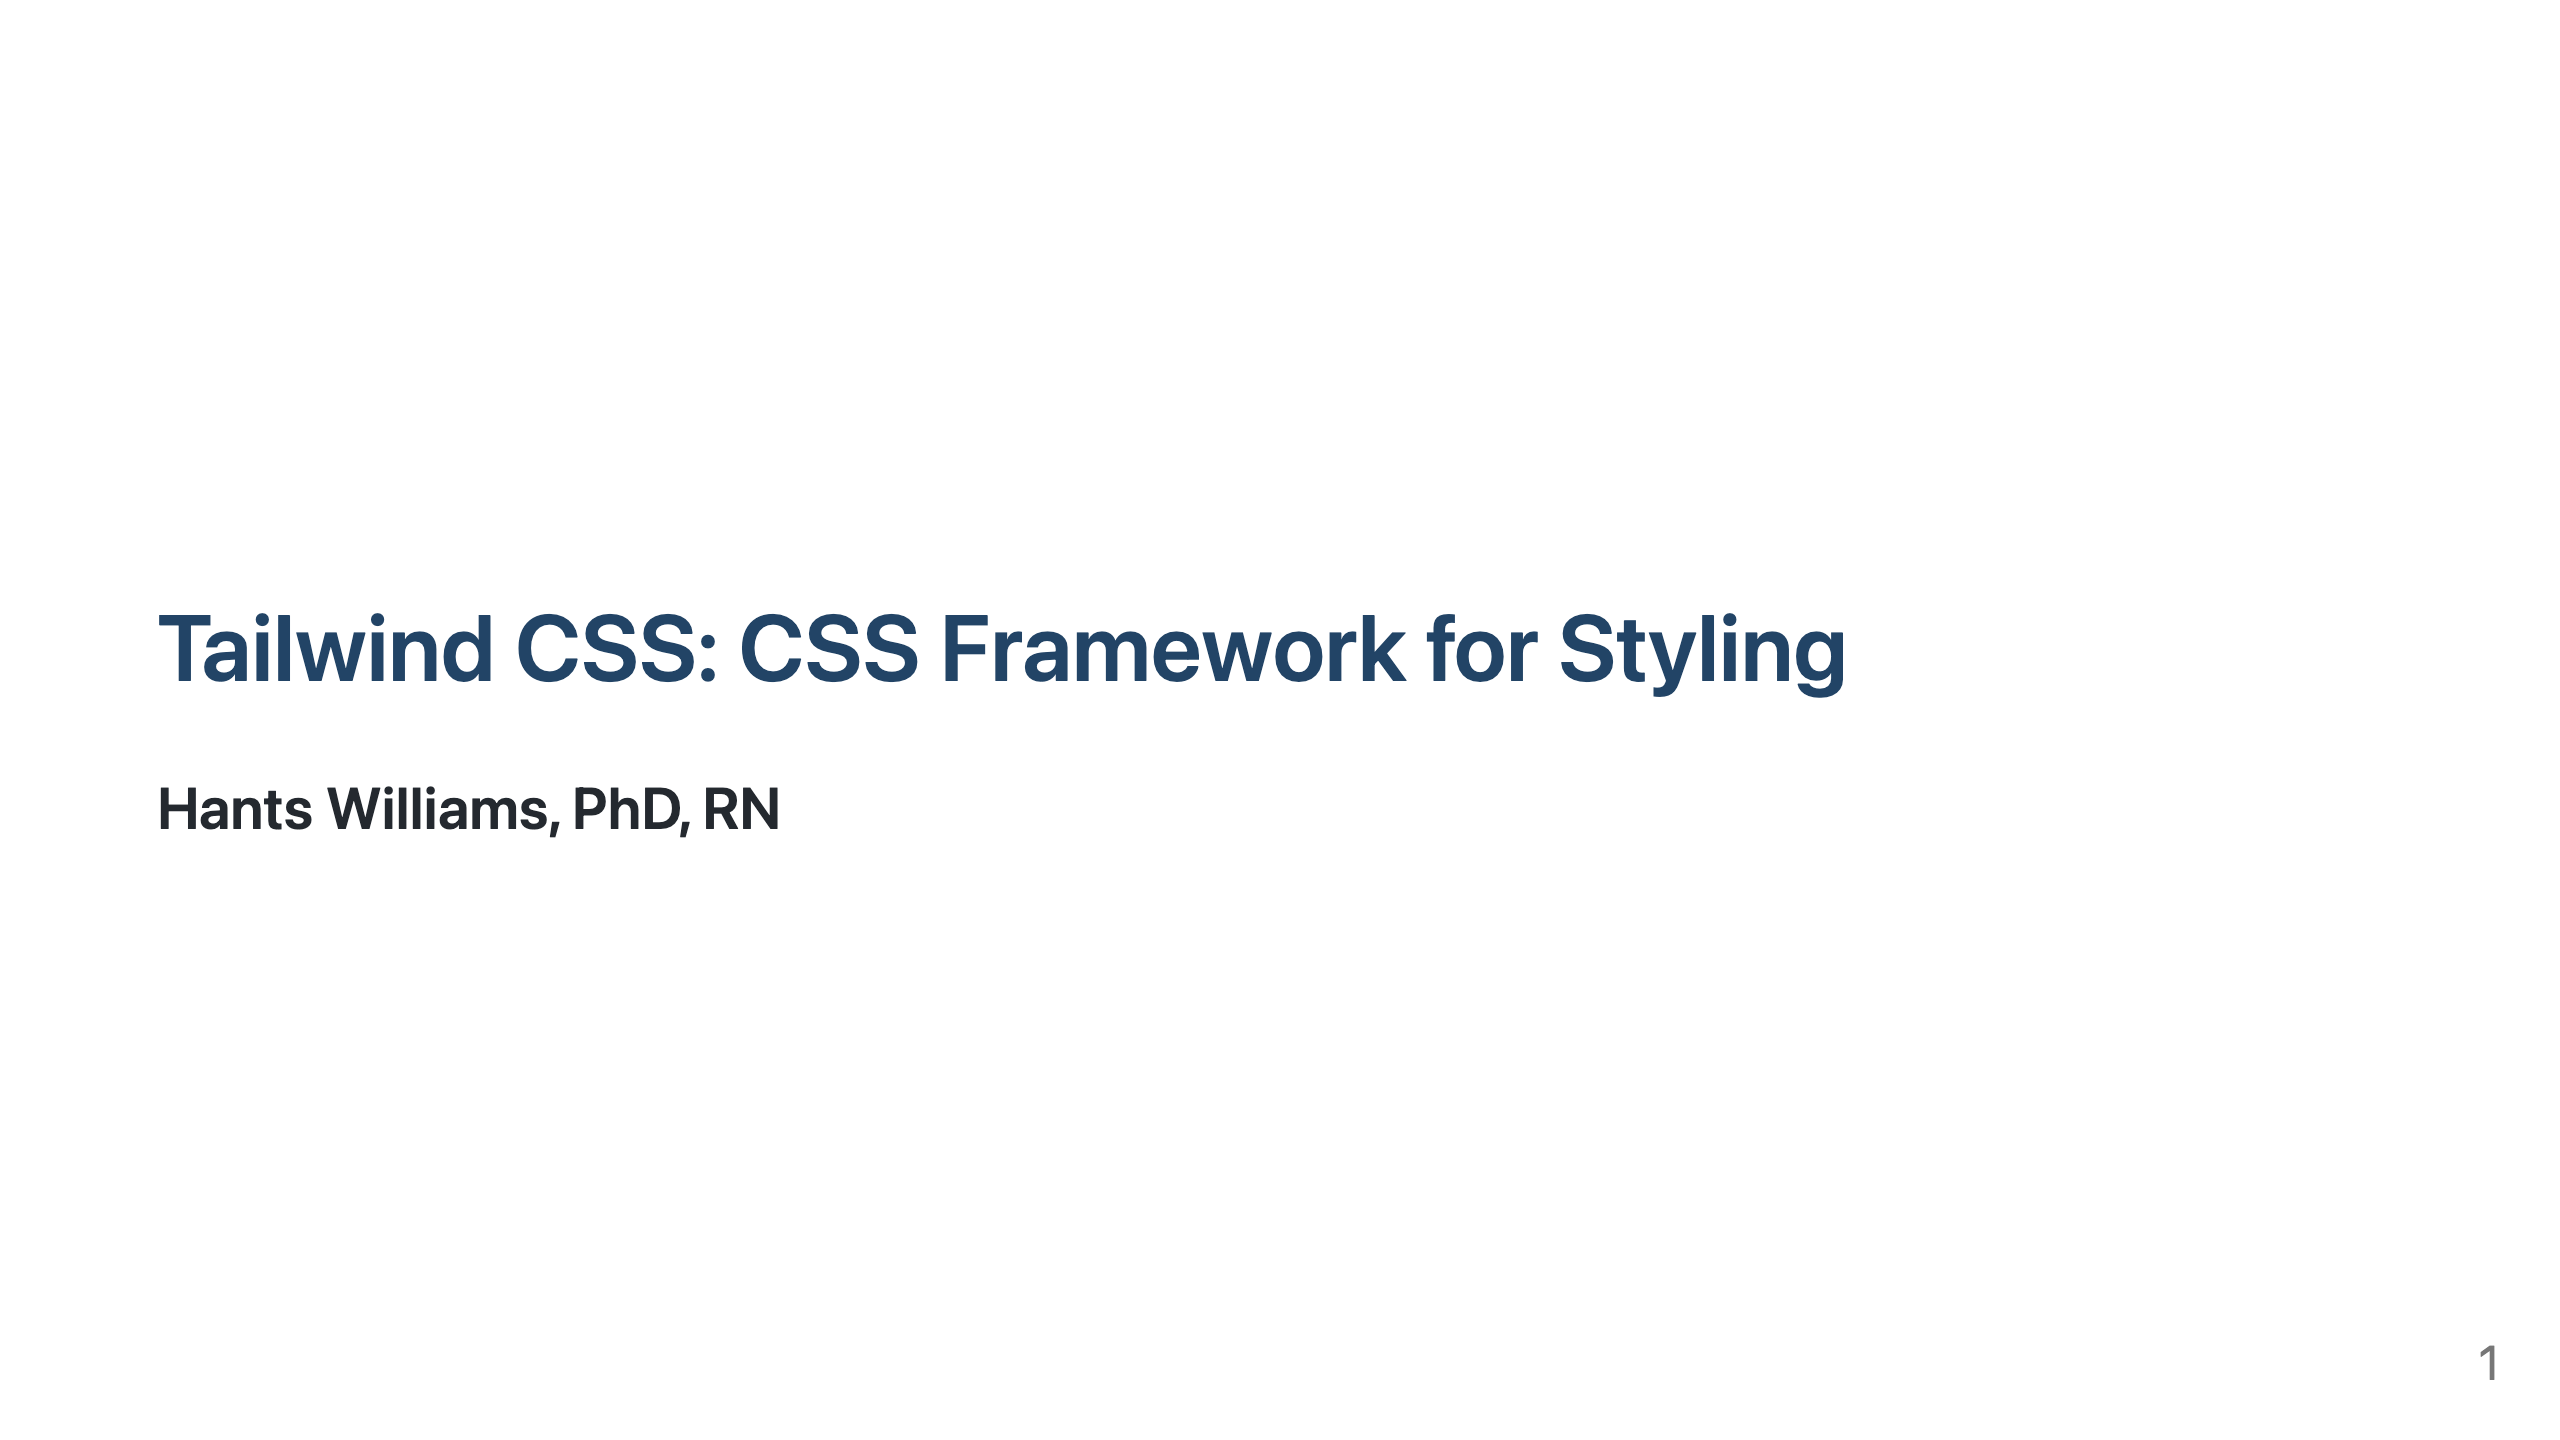 Tailwind CSS: CSS Framework for Styling
Hants Williams, PhD, RN
1